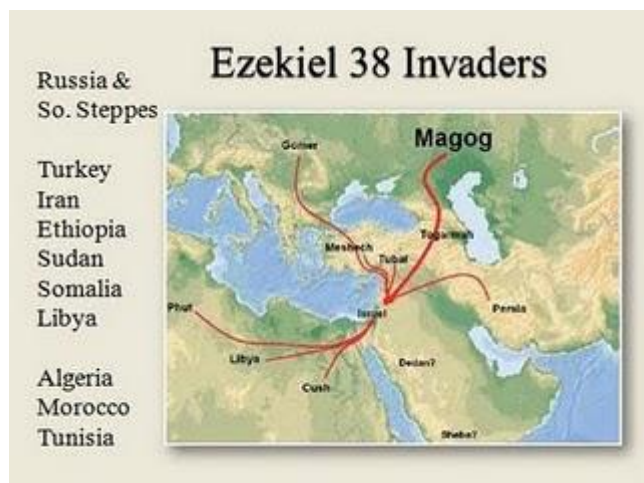 Ezekiel 38 Invaders
Russia &
So. Steppes
Turkey
Iran
Ethiopia
Sudan
Somalia
Libya
Algeria
Morocco
Tunisia
Magog
Gomer
Togarmah
Meshech
Tubal
Israel
Persia
Phut
Libya
Cush
Dedan?
Sheba?